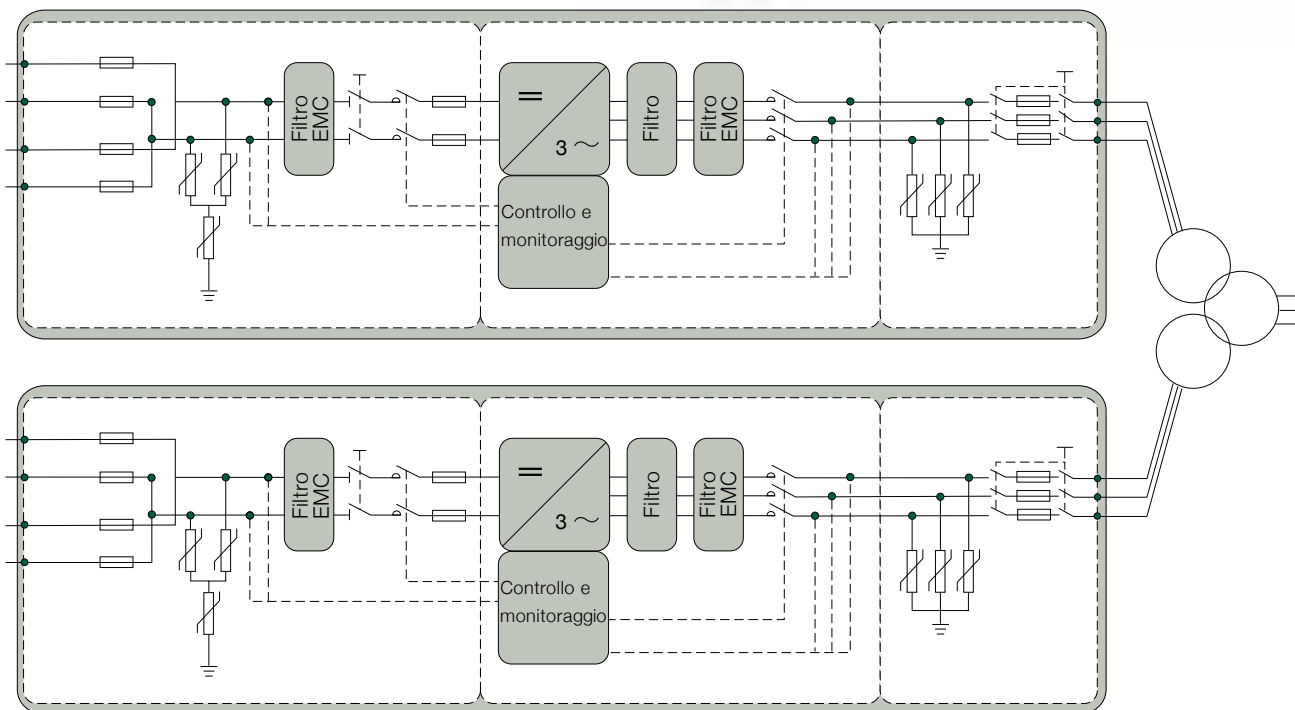 Filtro
EMC
=
3 ~
Filtro
Filtro
EMC
Controllo e
monitoraggio
Filtro
EMC
=
3 ~
Filtro
Filtro
EMC
Controllo e
monitoraggio